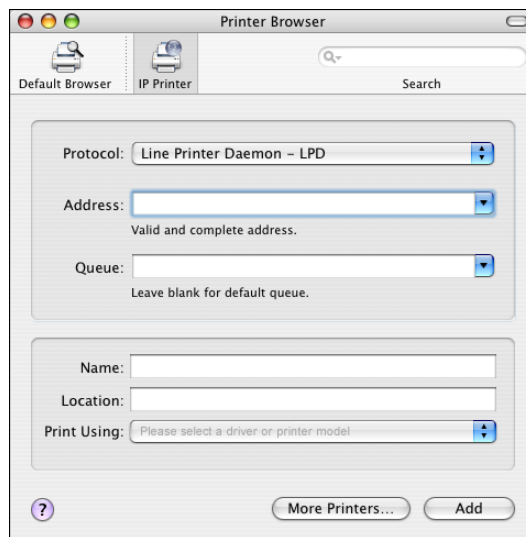 Printer Browser
Default Browser
IP Printer
Search
Protocol: Line Printer Daemon – LPD
Address:
Valid and complete address.
Queue:
Leave blank for default queue.
Name:
Location:
Print Using: Please select a driver or printer model
?
More Printers...
Add